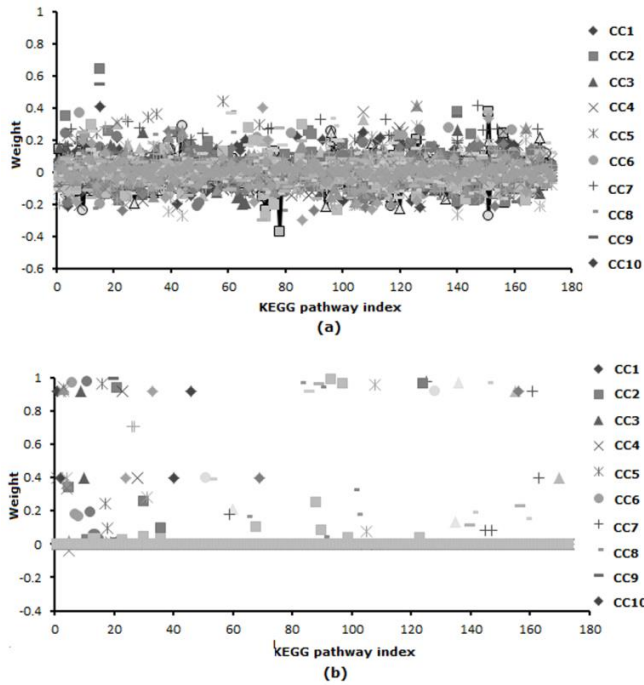 1
0.8
0.6
0.4
0.2
0
-0.2
-0.4
-0.6
Weight
0 20 40 60 80 100 120 140 160 180
KEGG pathway index
(a)
CC1
CC2
CC3
CC4
CC5
CC6
CC7
CC8
CC9
CC10
1
0.8
0.6
0.4
0.2
0
-0.2
-0.4
Weight
0 20 40 60 80 100 120 140 160 180
KEGG pathway index
(b)
CC1
CC2
CC3
CC4
CC5
CC6
CC7
CC8
CC9
CC10